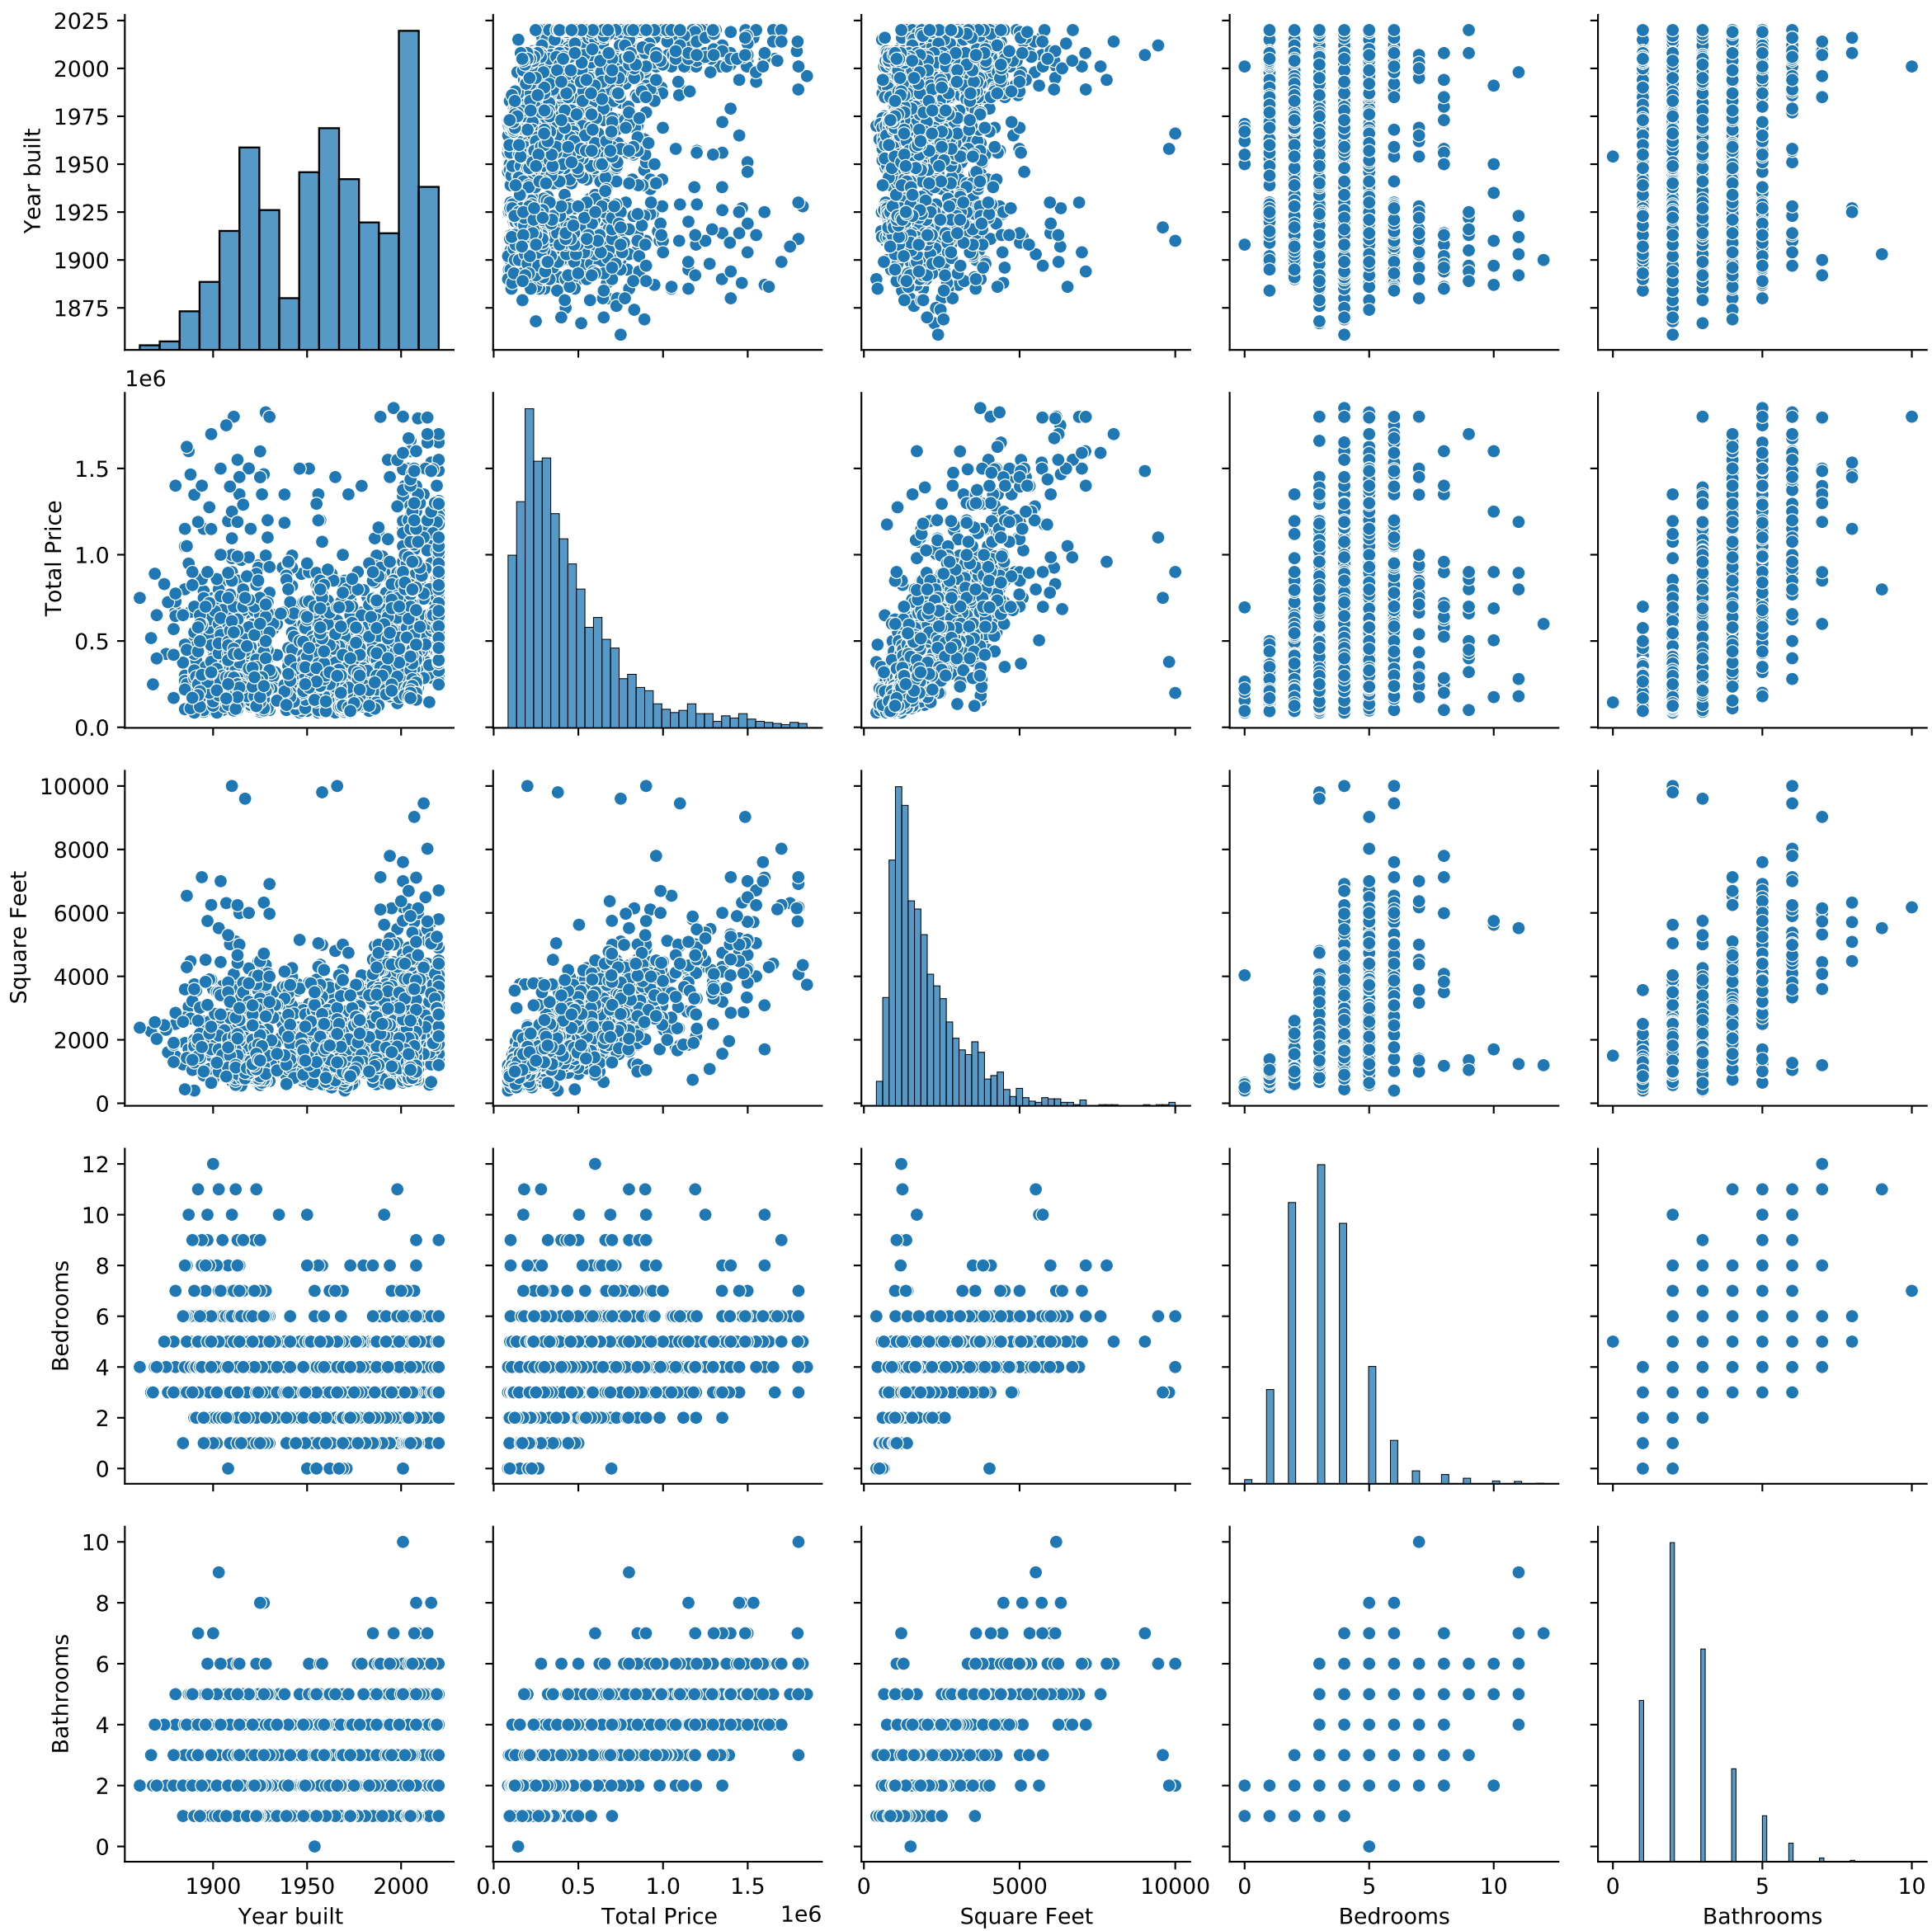 2025
2000
1975
1950
1925
1900
1875
Year built
1e6
1.5
1.0
0.5
0.0
Total Price
10000
8000
6000
4000
2000
0
Square Feet
12
10
8
6
4
2
0
Bedrooms
10
8
6
4
2
0
Bathrooms
1900 1950 2000
Year built
0.0 0.5 1.0 1.5
Total Price 1e6
0 5000 10000
Square Feet
0 5 10
Bedrooms
0 5 10
Bathrooms